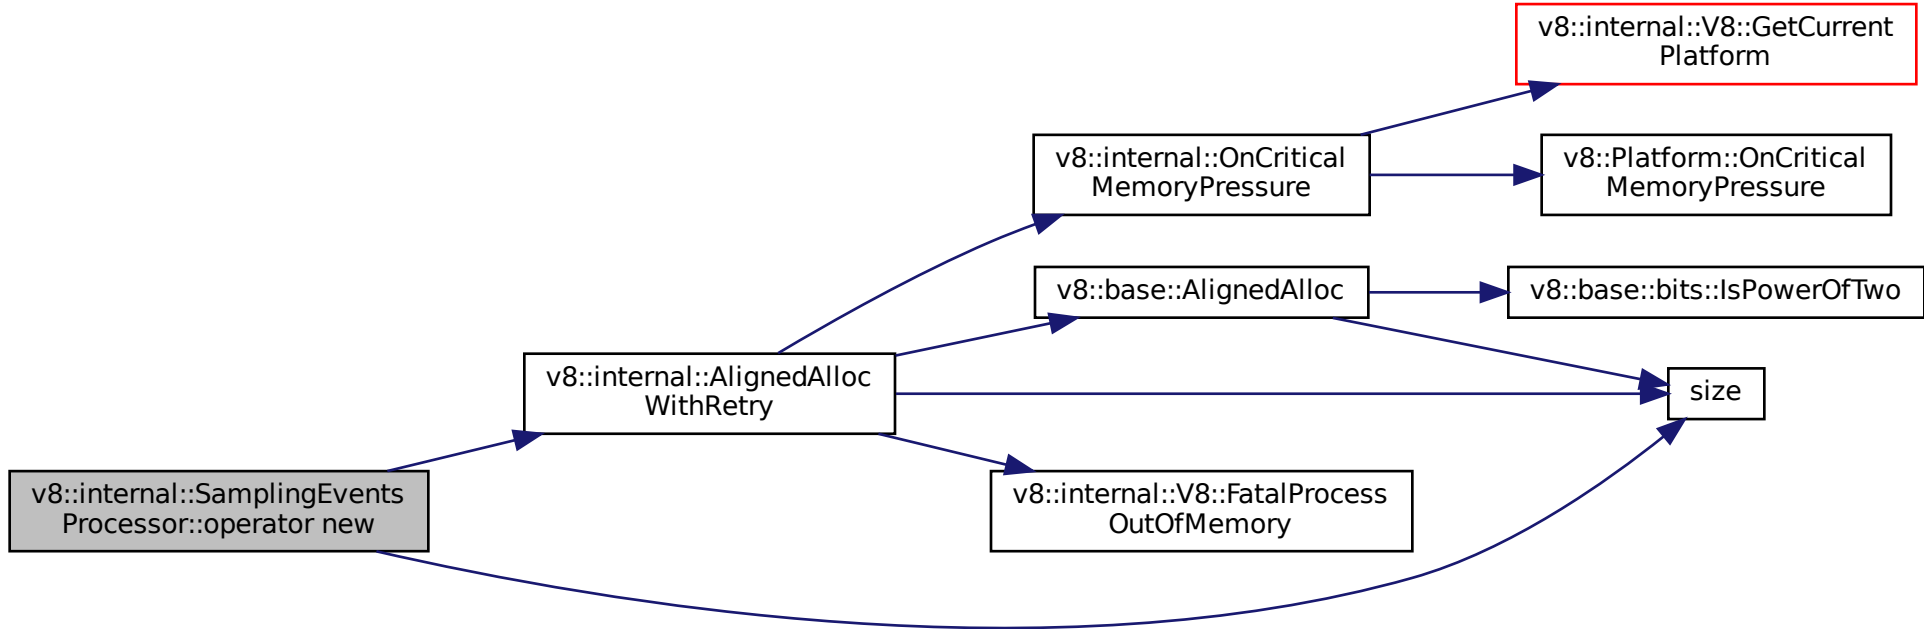 v8::internal::V8::GetCurrent
Platform
v8::internal::OnCritical
MemoryPressure
v8::Platform::OnCritical
MemoryPressure
v8::base::AlignedAlloc
v8::base::bits::IsPowerOfTwo
v8::internal::AlignedAlloc
WithRetry
size
v8::internal::SamplingEvents
Processor::operator new
v8::internal::V8::FatalProcess
OutOfMemory